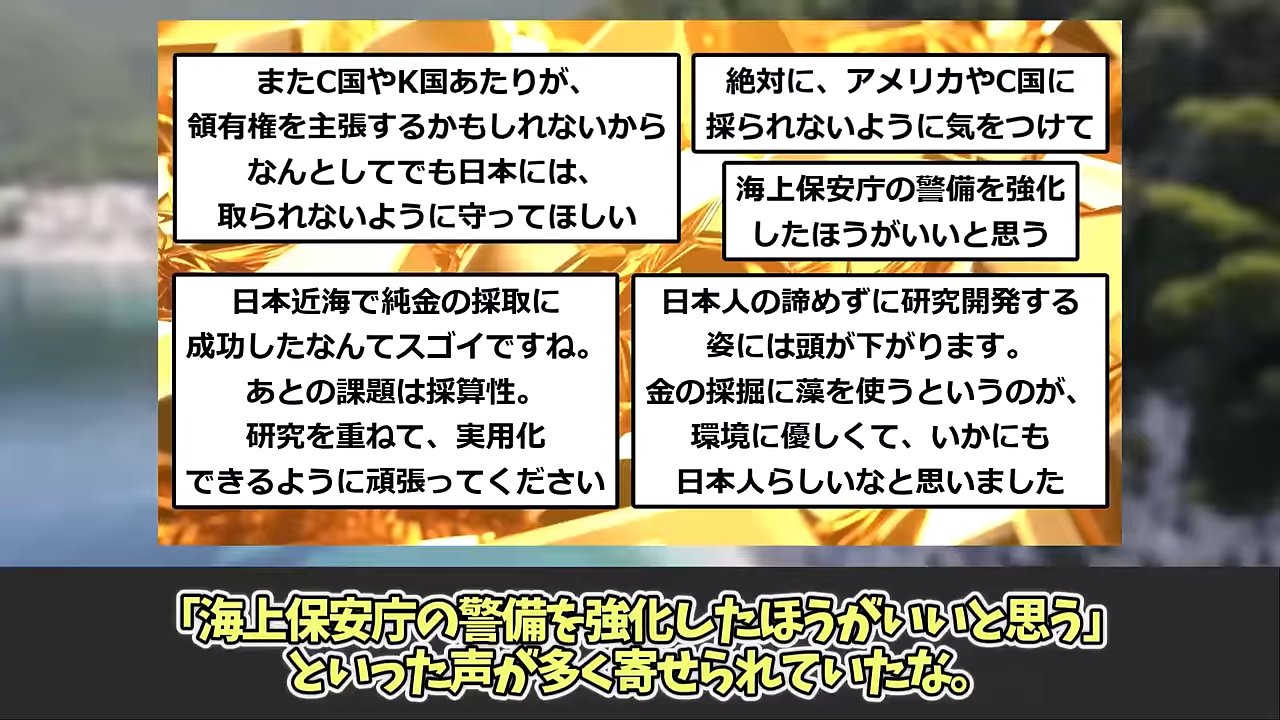 またC国やK国あたりが、
領有権を主張するかもしれないから
なんとしてでも日本には、
取られないように守ってほしい
絶対に、アメリカやC国に
採られないように気をつけて
海上保安庁の警備を強化
したほうがいいと思う
日本近海で純金の採取に
成功したなんてスゴイですね。
あとの課題は採算性。
研究を重ねて、実用化
できるように頑張ってください
日本人の諦めずに研究開発する
姿には頭が下がります。
金の採掘に藻を使うというのが、
環境に優しくて、いかにも
日本人らしいなと思いました
「海上保安庁の警備を強化したほうがいいと思う」
といった声が多く寄せられていたな。